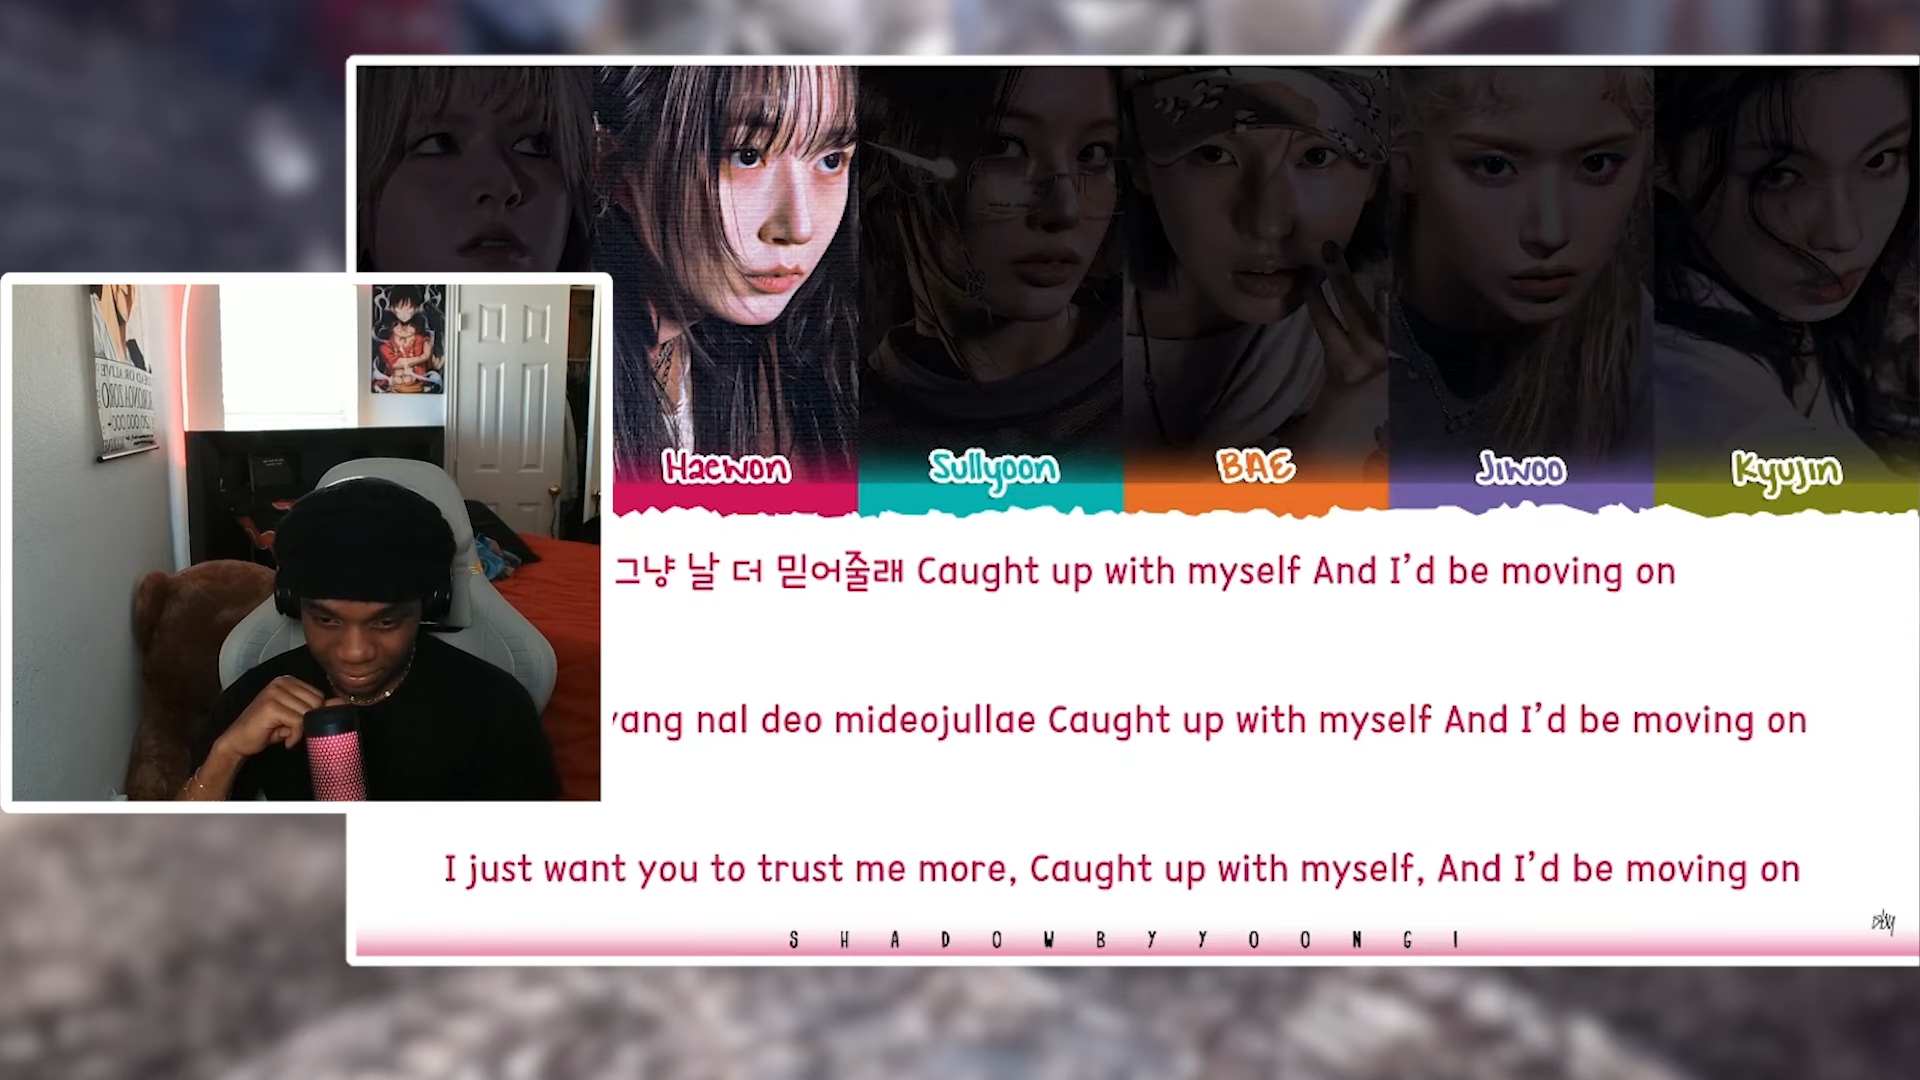 Haewon
Sullyoon
BAE
Jiwoo
Kyujin
그냥 날 더 믿어줄래 Caught up with myself And I'd be moving on
yang nal deo mideojullae Caught up with myself And I'd be moving on
I just want you to trust me more, Caught up with myself, And I'd be moving on
SHADOWBYYOONGI